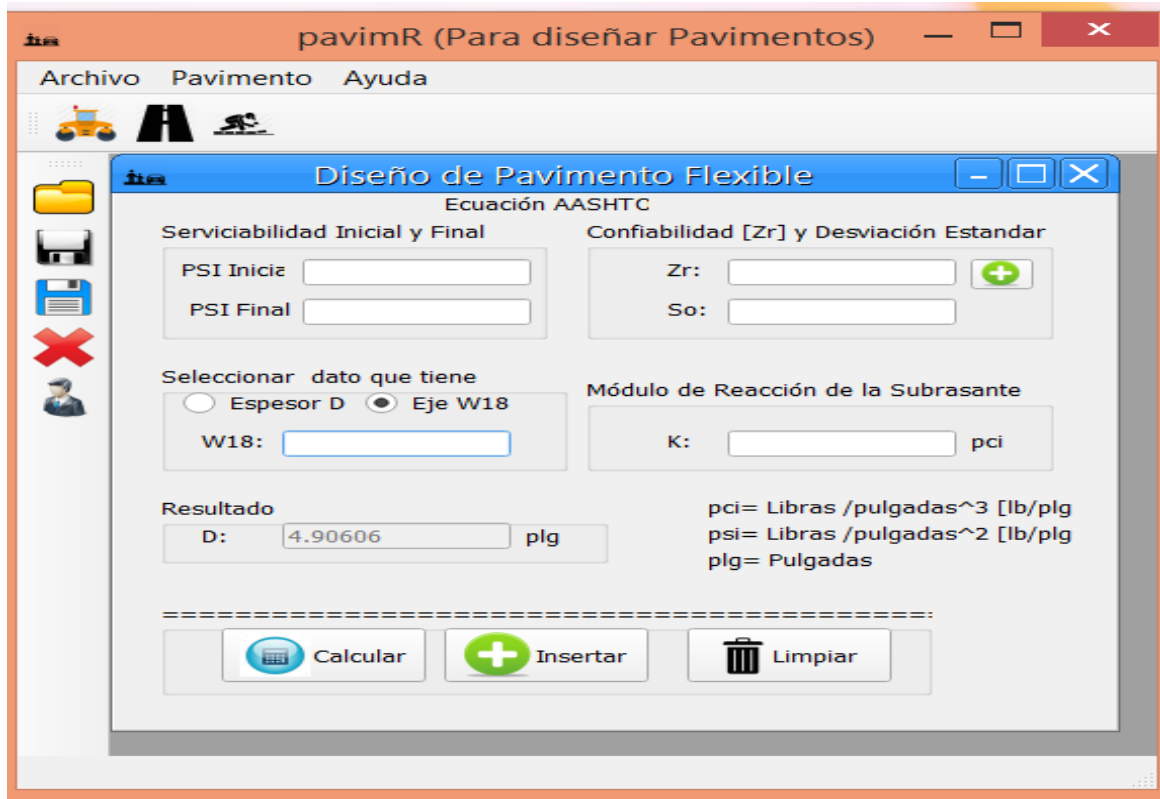 pavimR (Para diseñar Pavimentos)
Archivo Pavimento Ayuda
Diseño de Pavimento Flexible
Ecuación AASHTC
Serviciabilidad Inicial y Final
PSI Inicia
PSI Final
Confiabilidad [Zr] y Desviación Estandar
Zr:
So:
Seleccionar dato que tiene
Espesor D Eje W18
W18:
Módulo de Reacción de la Subrasante
K: pci
Resultado
D: 4.90606 plg
pci= Libras /pulgadas^3 [lb/plg
psi= Libras /pulgadas^2 [lb/plg
plg= Pulgadas
===========================================:
Calcular Insertar Limpiar